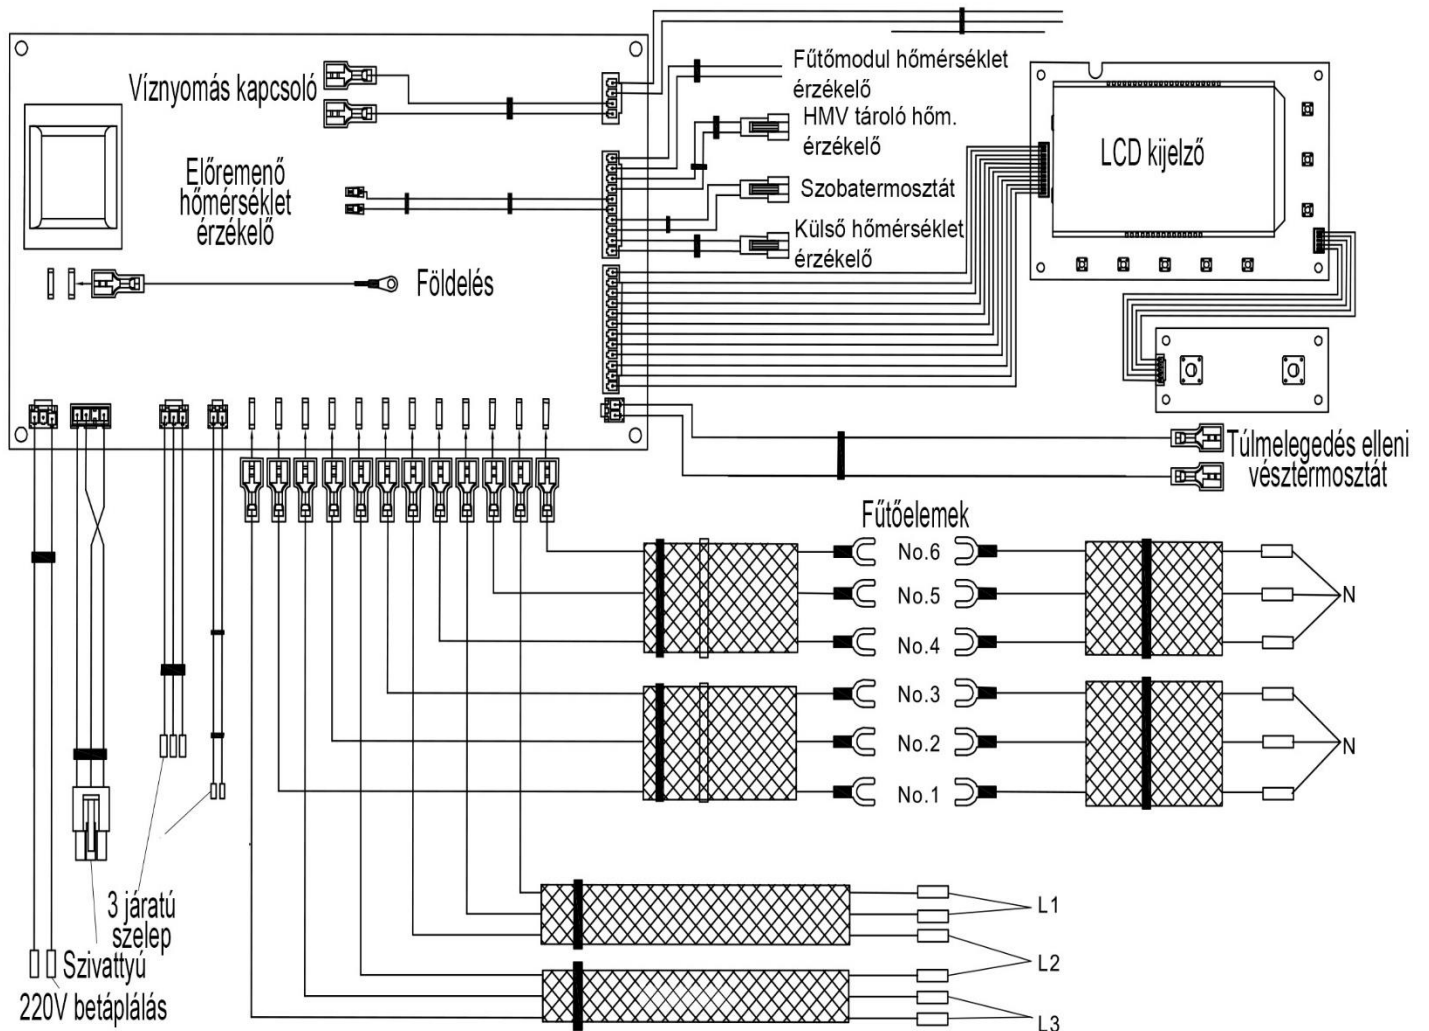 Víznyomás kapcsoló
Fűtőmodul hőmérséklet
érzékelő
HMV tároló hőm.
érzékelő
LCD kijelző
Előremenő
hőmérséklet
érzékelő
Szobatermosztát
Külső hőmérséklet
érzékelő
Földelés
Túlmelegedés elleni
vésztermosztát
Fűtőelemek
No.6
No.5
N
No.4
No.3
No.2
N
No.1
3 járatú
szelep
L1
Szivattyú
L2
220V betáplálás
L3